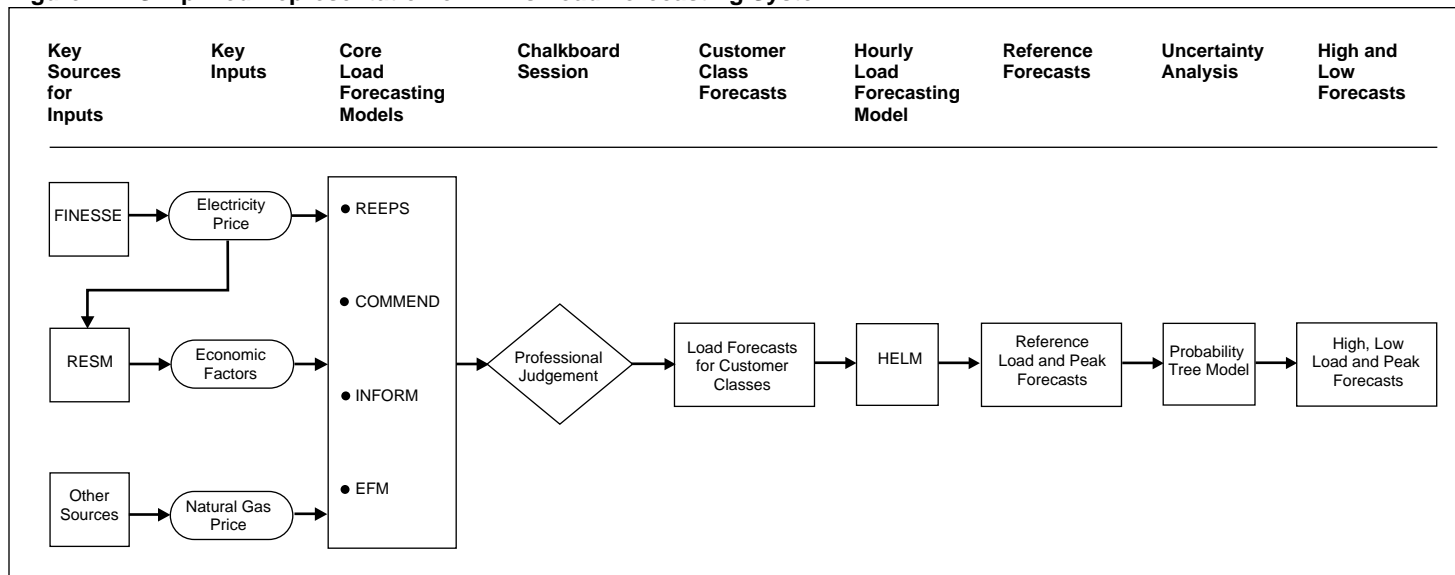 Key
Sources
for
Inputs
Key
Inputs
Core
Load
Forecasting
Models
Chalkboard
Session
Customer
Class
Forecasts
Hourly
Load
Forecasting
Model
Reference
Forecasts
Uncertainty
Analysis
High and
Low
Forecasts
FINESSE
Electricity
Price
● REEPS
● COMMEND
RESM
Economic
Factors
● INFORM
● EFM
Other
Sources
Natural Gas
Price
Professional
Judgement
Load Forecasts
for Customer
Classes
HELM
Reference
Load and Peak
Forecasts
Probability
Tree Model
High, Low
Load and Peak
Forecasts